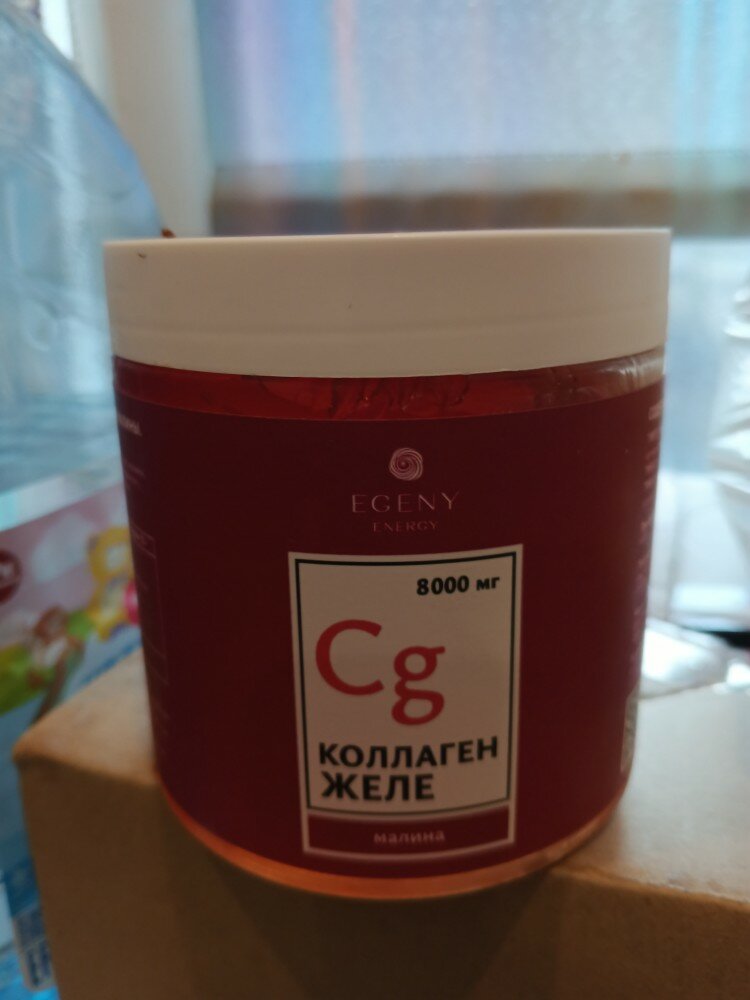 EGENY
ENERGY
8000 мг
Cg
КОЛЛАГЕН
ЖЕЛЕ
малина